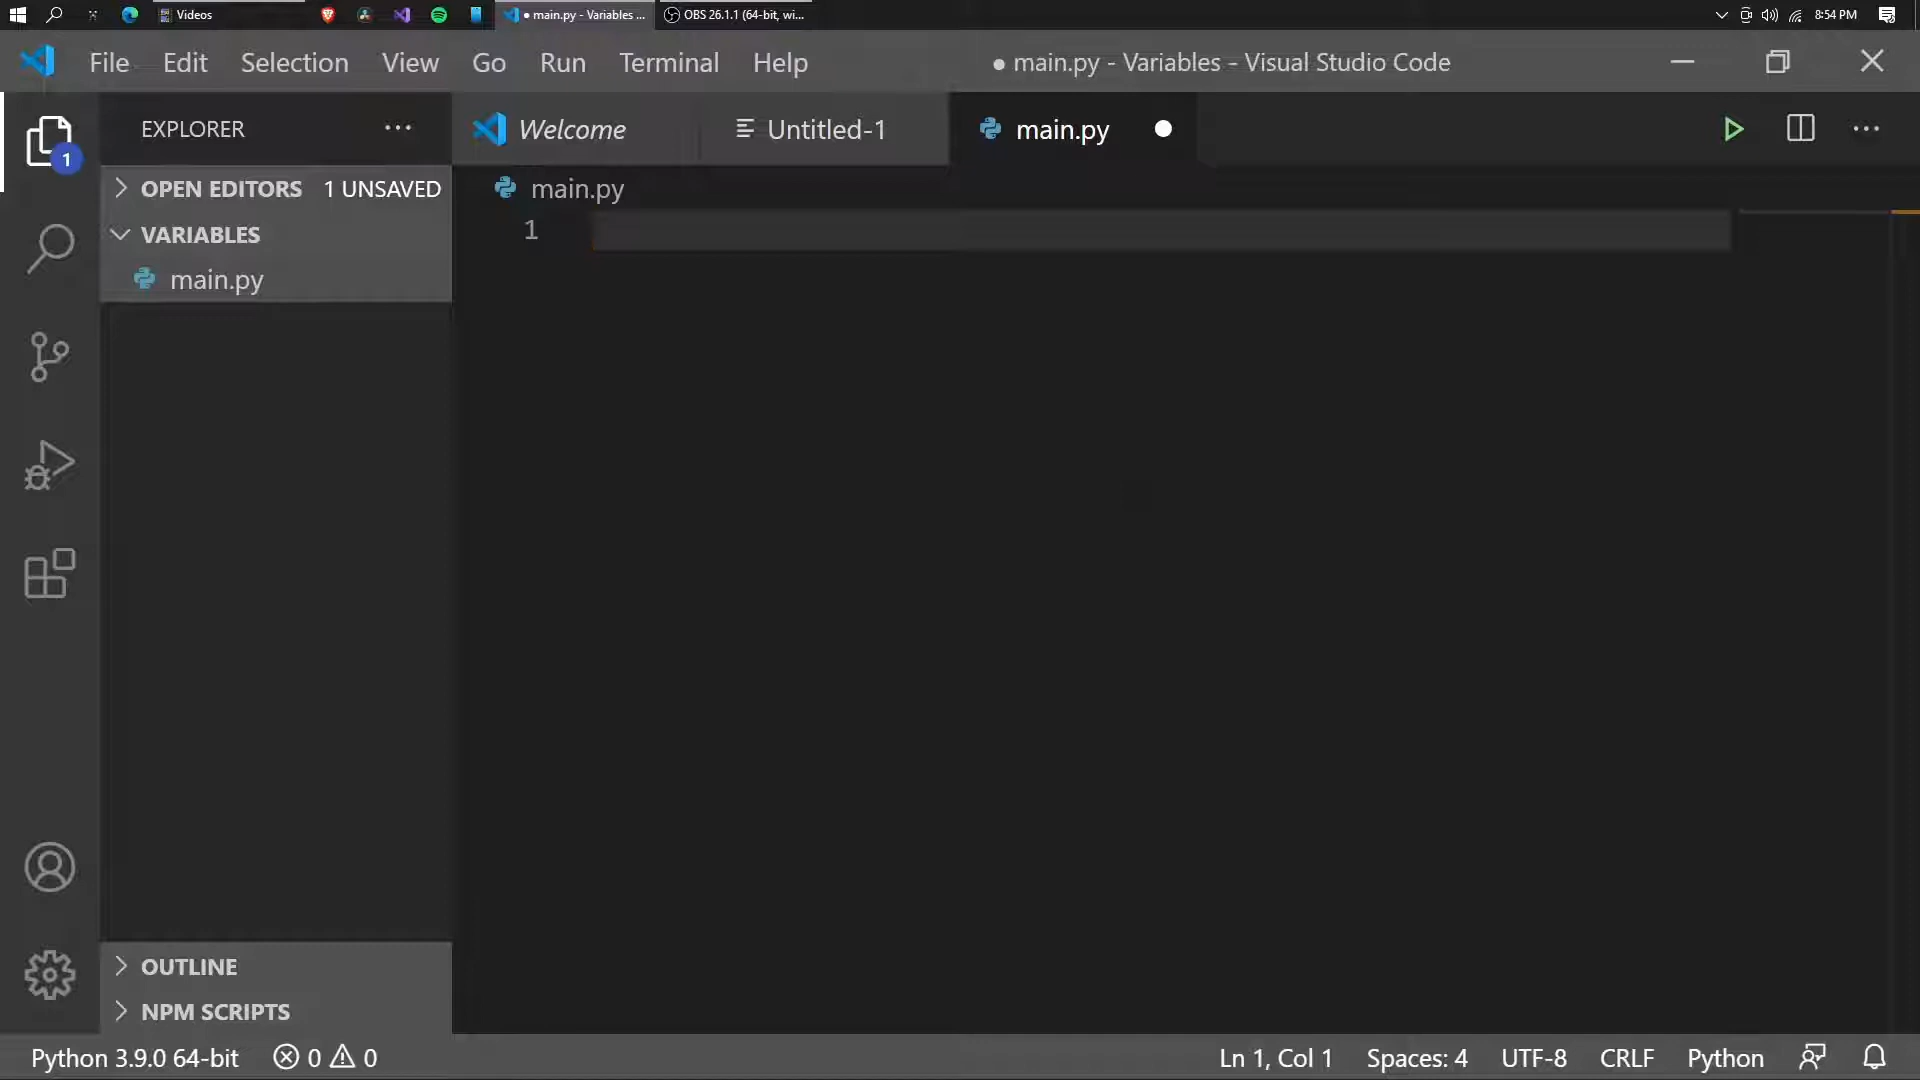 Videos
● main.py - Variables ...
OBS 26.1.1 (64-bit, wi...
8:54 PM
File Edit Selection View Go Run Terminal Help
● main.py - Variables - Visual Studio Code
1
EXPLORER ...
Welcome
Untitled-1
main.py
OPEN EDITORS 1 UNSAVED
VARIABLES
main.py
main.py
1
OUTLINE
NPM SCRIPTS
Python 3.9.0 64-bit 0 0
Ln 1, Col 1 Spaces: 4 UTF-8 CRLF Python